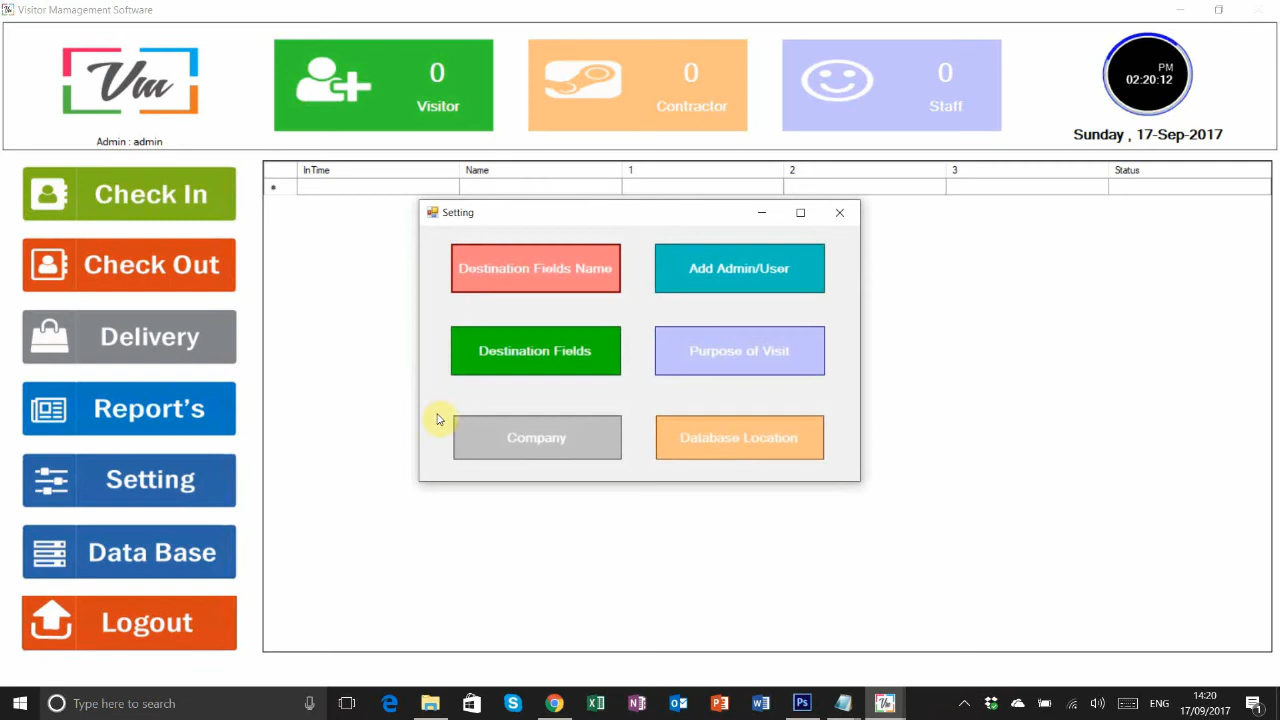 Visitor Mamagement Software
Vm
Admin : admin
0
Visitor
0
Contractor
0
Staff
PM
02:20:12
Sunday , 17-Sep-2017
Check In
Check Out
Delivery
Report's
Setting
Data Base
Logout
InTime Name 1 2 3 Status
Setting
Destination Fields Name
Add Admin/User
Destination Fields
Purpose of Visit
Company
Database Location
Type here to search
ENG
14:20
17/09/2017